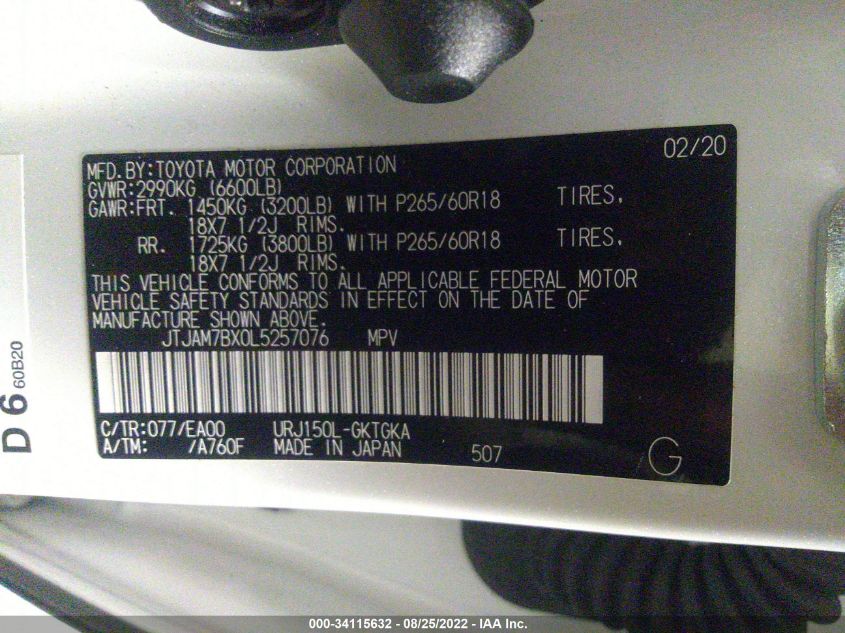 02/20
MFD.BY:TOYOTA MOTOR CORPORATION
GVWR:2990KG (6600LB)
GAWR:FRT. 1450KG (3200LB) WITH P265/60R18 TIRES,
18X7 1/2J RIMS.
RR. 1725KG (3800LB) WITH P265/60R18 TIRES,
18X7 1/2J RIMS.
THIS VEHICLE CONFORMS TO ALL APPLICABLE FEDERAL MOTOR
VEHICLE SAFETY STANDARDS IN EFFECT ON THE DATE OF
MANUFACTURE SHOWN ABOVE.
JTJAM7BX0L5257076 MPV
C/TR:077/EA00 URJ150L-GKTGKA
A/TM: /A760F MADE IN JAPAN 507 G
D 6 60B20
000-34115632 - 08/25/2022 - IAA Inc.